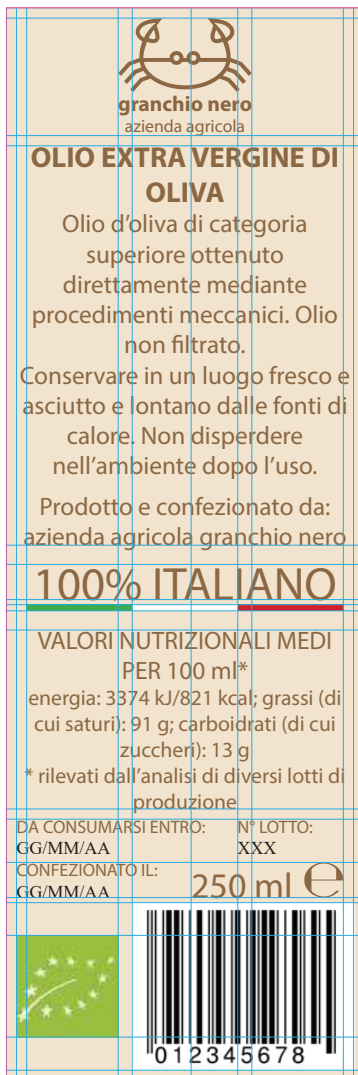 granchio nero
azienda agricola
OLIO EXTRA VERGINE DI
OLIVA
Olio d'oliva di categoria
superiore ottenuto
direttamente mediante
procedimenti meccanici. Olio
non filtrato.
Conservare in un luogo fresco e
asciutto e lontano dalle fonti di
calore. Non disperdere
nell'ambiente dopo l'uso.
Prodotto e confezionato da:
azienda agricola granchio nero
100% ITALIANO
VALORI NUTRIZIONALI MEDI
PER 100 ml*
energia: 3374 kJ/821 kcal; grassi (di
cui saturi): 91 g; carboidrati (di cui
zuccheri): 13 g
* rilevati dall'analisi di diversi lotti di
produzione
DA CONSUMARSI ENTRO: N° LOTTO:
GG/MM/AA XXX
CONFEZIONATO IL:
GG/MM/AA 250 ml ℮
012345678